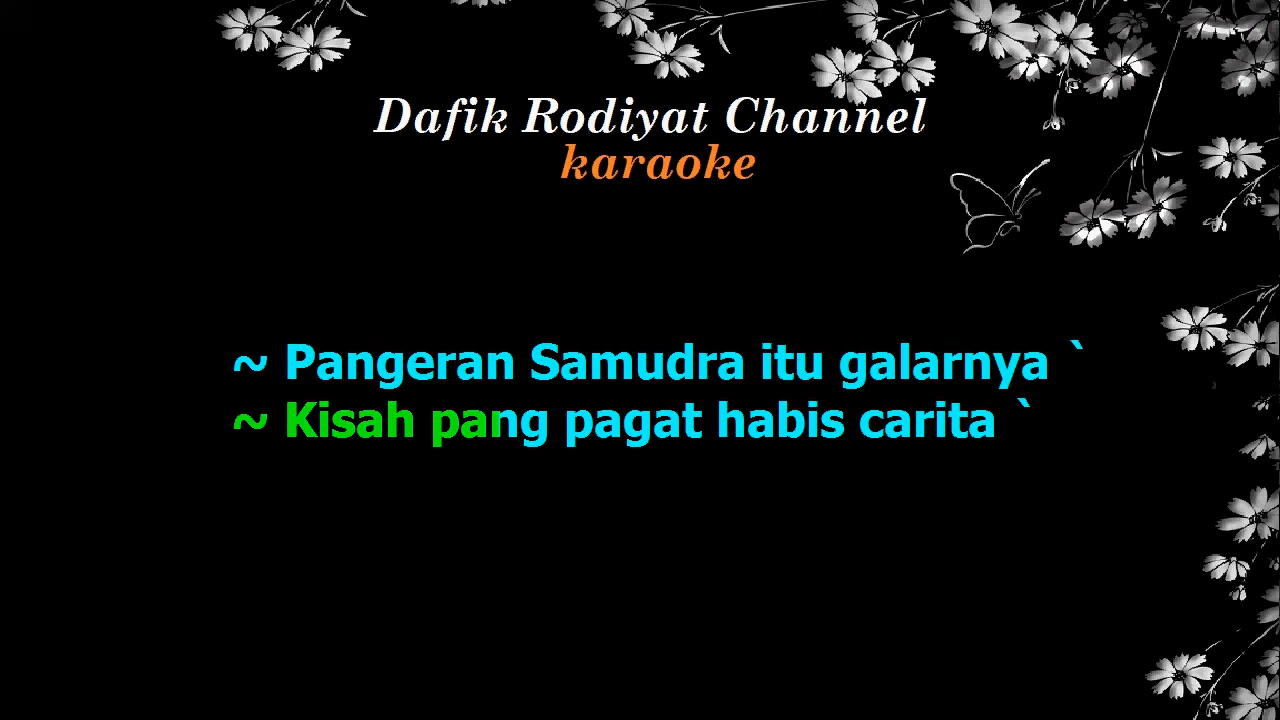 Dafik Rodiyat Channel
karaoke
~ Pangeran Samudra itu galarnya `
~ Kisah pang pagat habis carita `